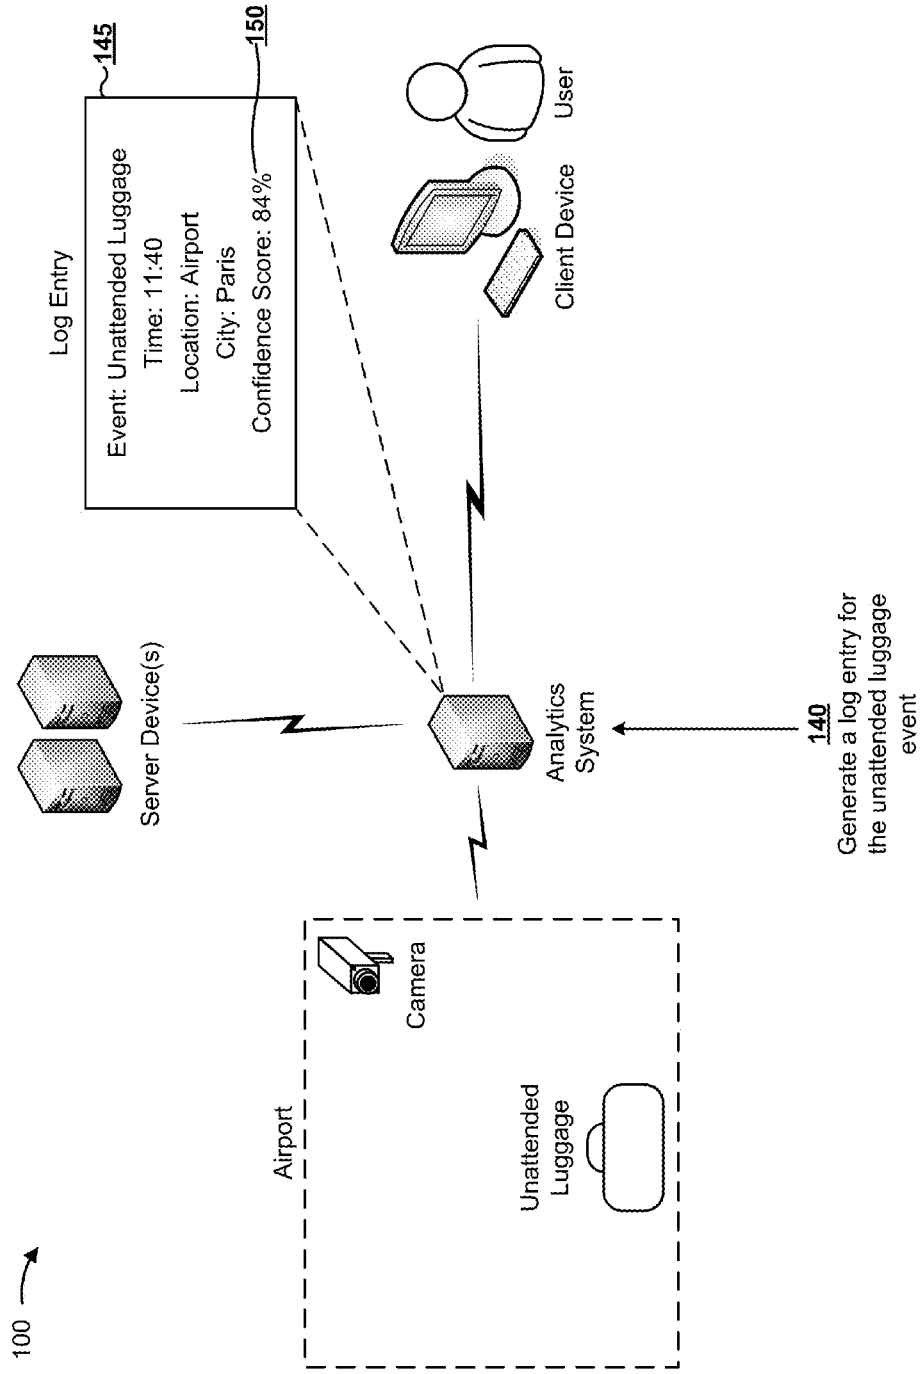 100
Airport
Camera
Unattended
Luggage
Server Device(s)
Analytics
System
140
Generate a log entry for
the unattended luggage
event
Log Entry
145
Event: Unattended Luggage
Time: 11:40
Location: Airport
City: Paris
Confidence Score: 84%
150
Client Device
User